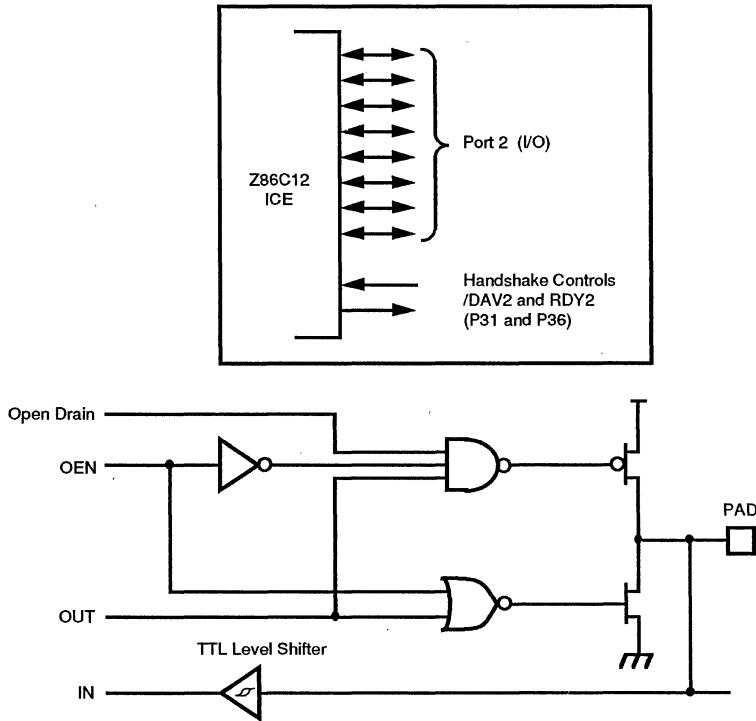 Z86C12
ICE
Port 2 (I/O)
Handshake Controls
/DAV2 and RDY2
(P31 and P36)
Open Drain
OEN
PAD
OUT
TTL Level Shifter
IN